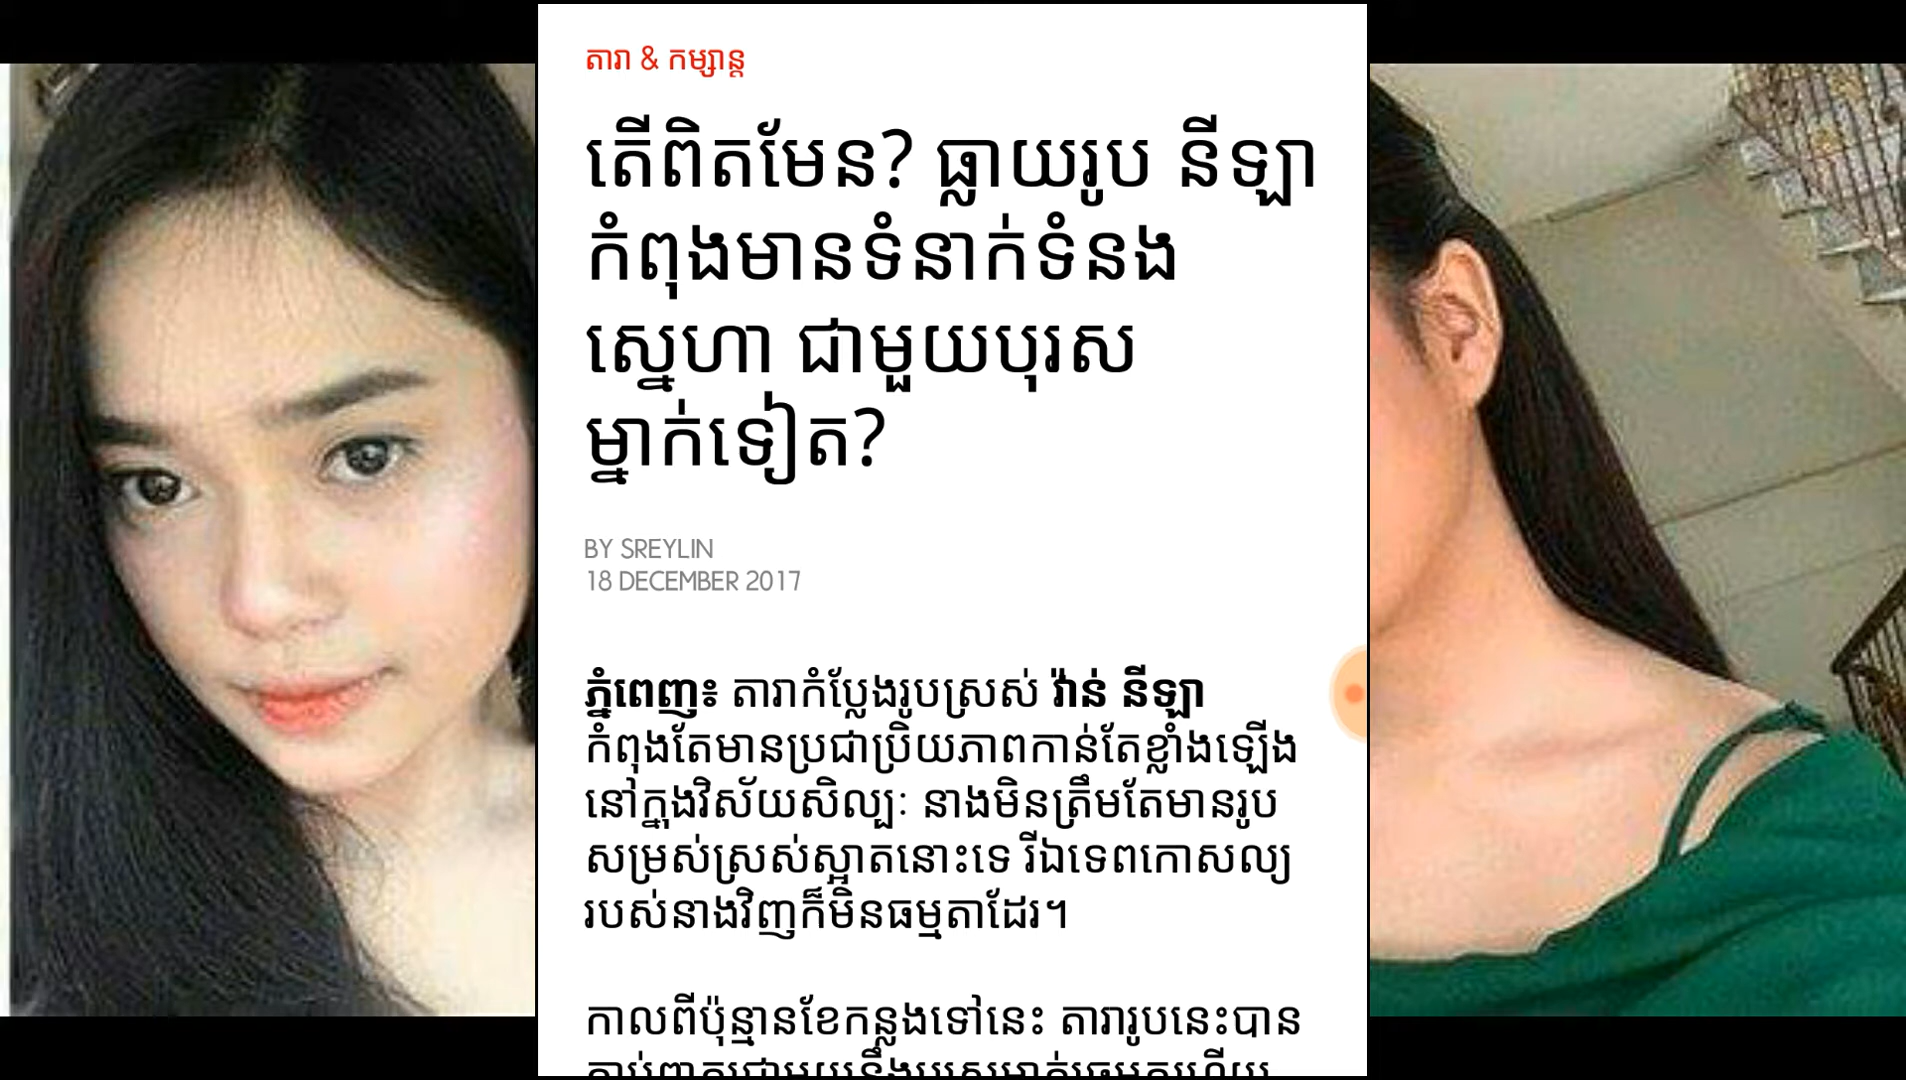 តារា & កម្សាន្ត
តើពិតមែន? ធ្លាយរូប នីឡា
កំពុងមានទំនាក់ទំនង
ស្នេហា ជាមួយបុរស
ម្នាក់ទៀត?
BY SREYLIN
18 DECEMBER 2017
ភ្នំពេញ៖ តារាកំប្លែងរូបស្រស់ វ៉ាន់ នីឡា
កំពុងតែមានប្រជាប្រិយភាពកាន់តែខ្លាំងឡើង
នៅក្នុងវិស័យសិល្បៈ នាងមិនត្រឹមតែមានរូប
សម្រស់ស្រស់ស្អាតនោះទេ រីឯទេពកោសល្យ
របស់នាងវិញក៏មិនធម្មតាដែរ។
កាលពីប៉ុន្មានខែកន្លងទៅនេះ តារារូបនេះបាន